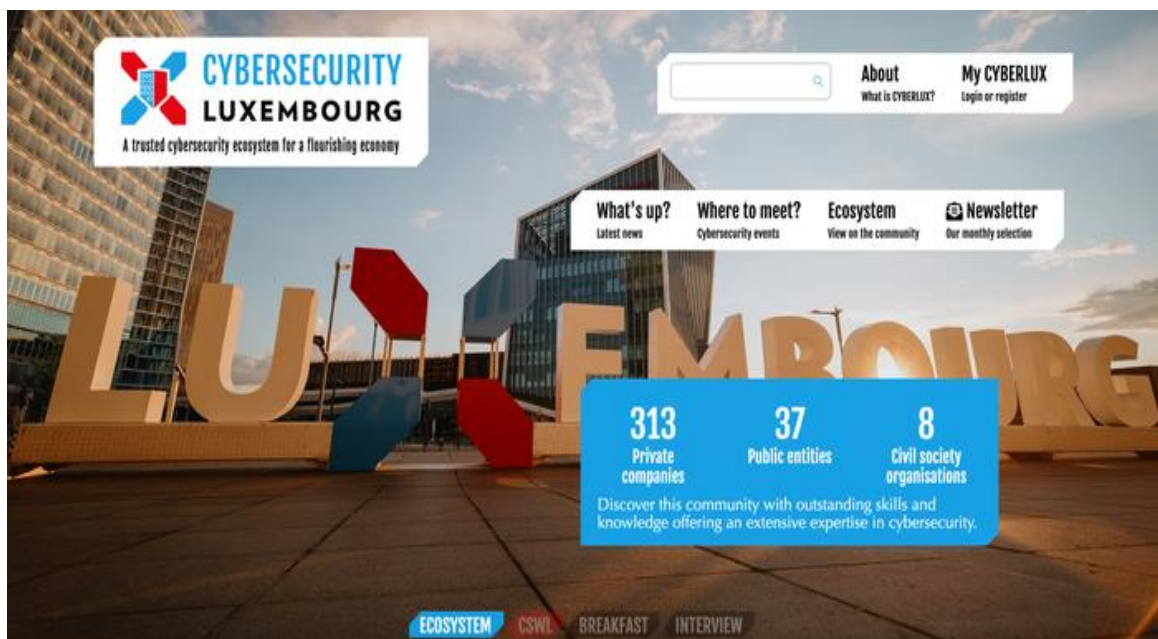 CYBERSECURITY
LUXEMBOURG
A trusted cybersecurity ecosystem for a flourishing economy
About
What is CYBERLUX?
My CYBERLUX
Login or register
What's up?
Latest news
Where to meet?
Cybersecurity events
Ecosystem
View on the community
Newsletter
Our monthly selection
LUXEMBOURG
313
Private
companies
37
Public entities
8
Civil society
organisations
Discover this community with outstanding skills and
knowledge offering an extensive expertise in cybersecurity.
ECOSYSTEM CSWL BREAKFAST INTERVIEW